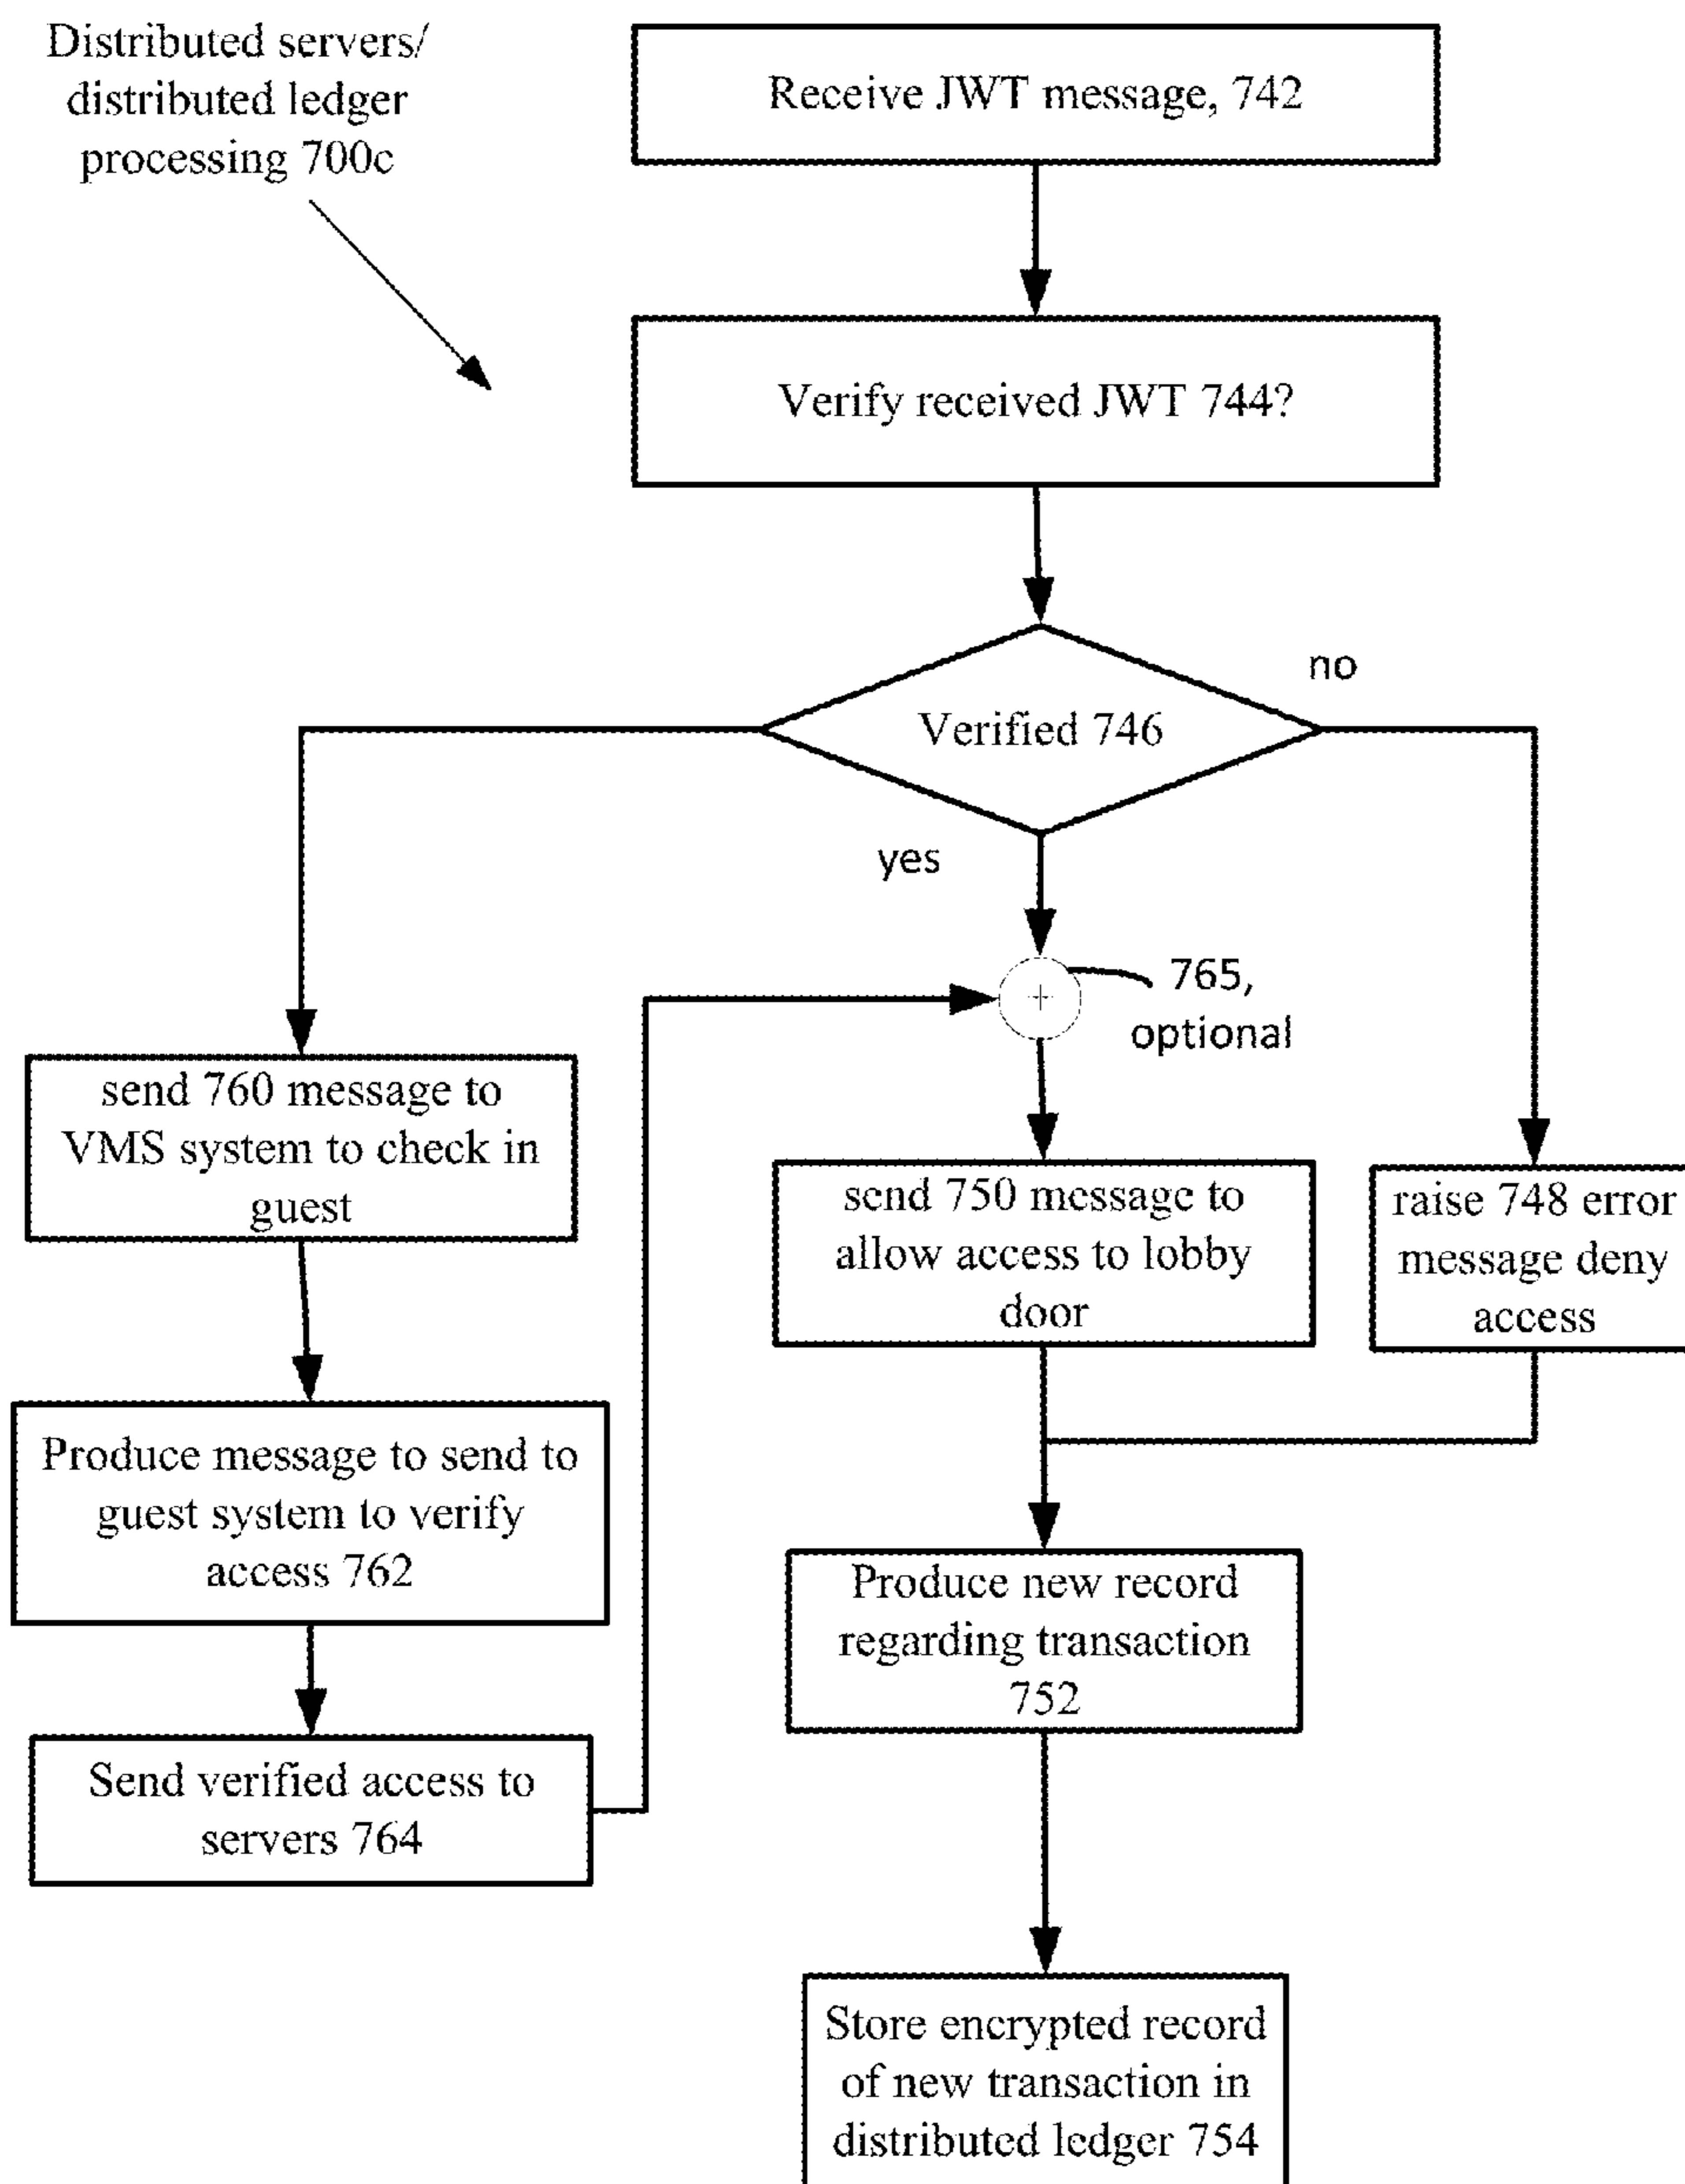 Distributed servers/
distributed ledger
processing 700c
Receive JWT message, 742
Verify received JWT 744?
Verified 746
no
yes
765,
optional
send 760 message to
VMS system to check in
guest
send 750 message to
allow access to lobby
door
raise 748 error
message deny
access
Produce message to send to
guest system to verify
access 762
Produce new record
regarding transaction
752
Send verified access to
servers 764
Store encrypted record
of new transaction in
distributed ledger 754